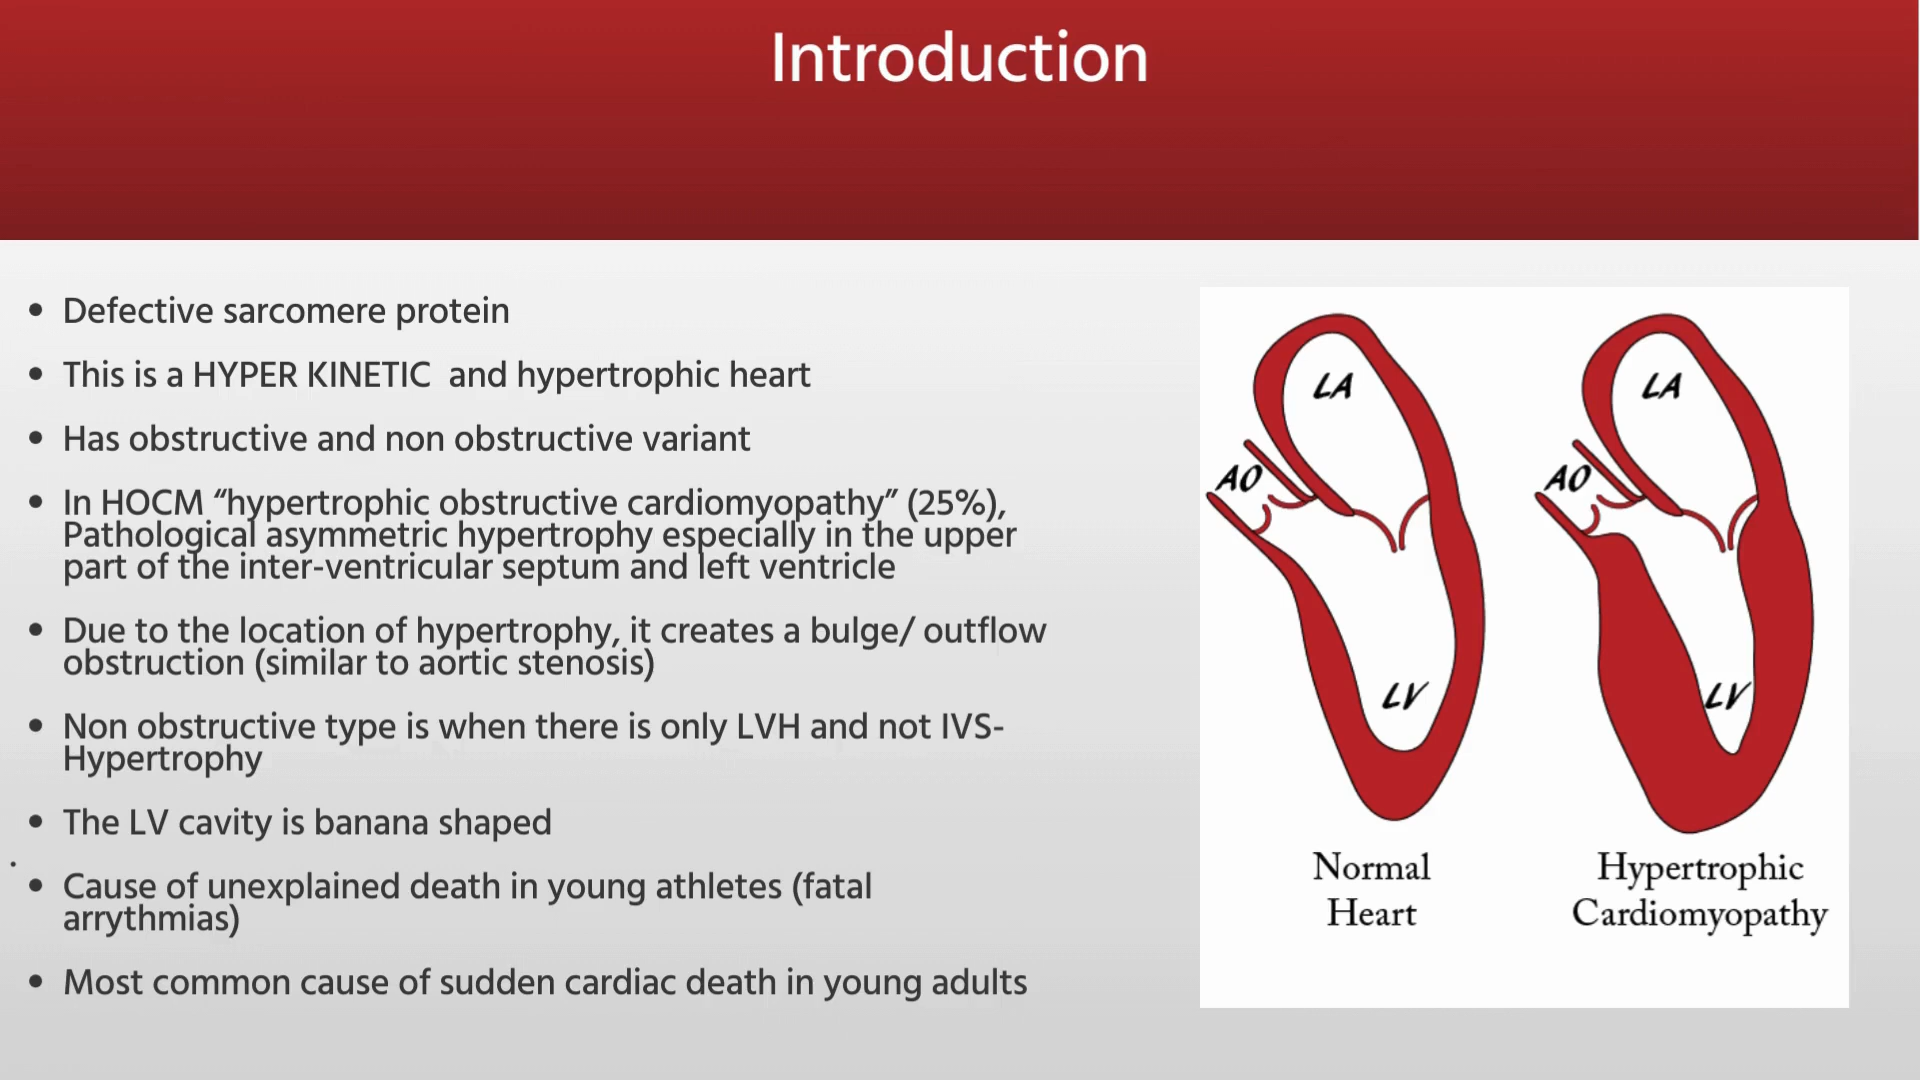 Introduction
• Defective sarcomere protein
• This is a HYPER KINETIC and hypertrophic heart
• Has obstructive and non obstructive variant
• In HOCM “hypertrophic obstructive cardiomyopathy” (25%),
Pathological asymmetric hypertrophy especially in the upper
part of the inter-ventricular septum and left ventricle
• Due to the location of hypertrophy, it creates a bulge/ outflow
obstruction (similar to aortic stenosis)
• Non obstructive type is when there is only LVH and not IVS-
Hypertrophy
• The LV cavity is banana shaped
• Cause of unexplained death in young athletes (fatal
arrythmias)
• Most common cause of sudden cardiac death in young adults
LA
AO
LV
Normal
Heart
LA
AO
LV
Hypertrophic
Cardiomyopathy